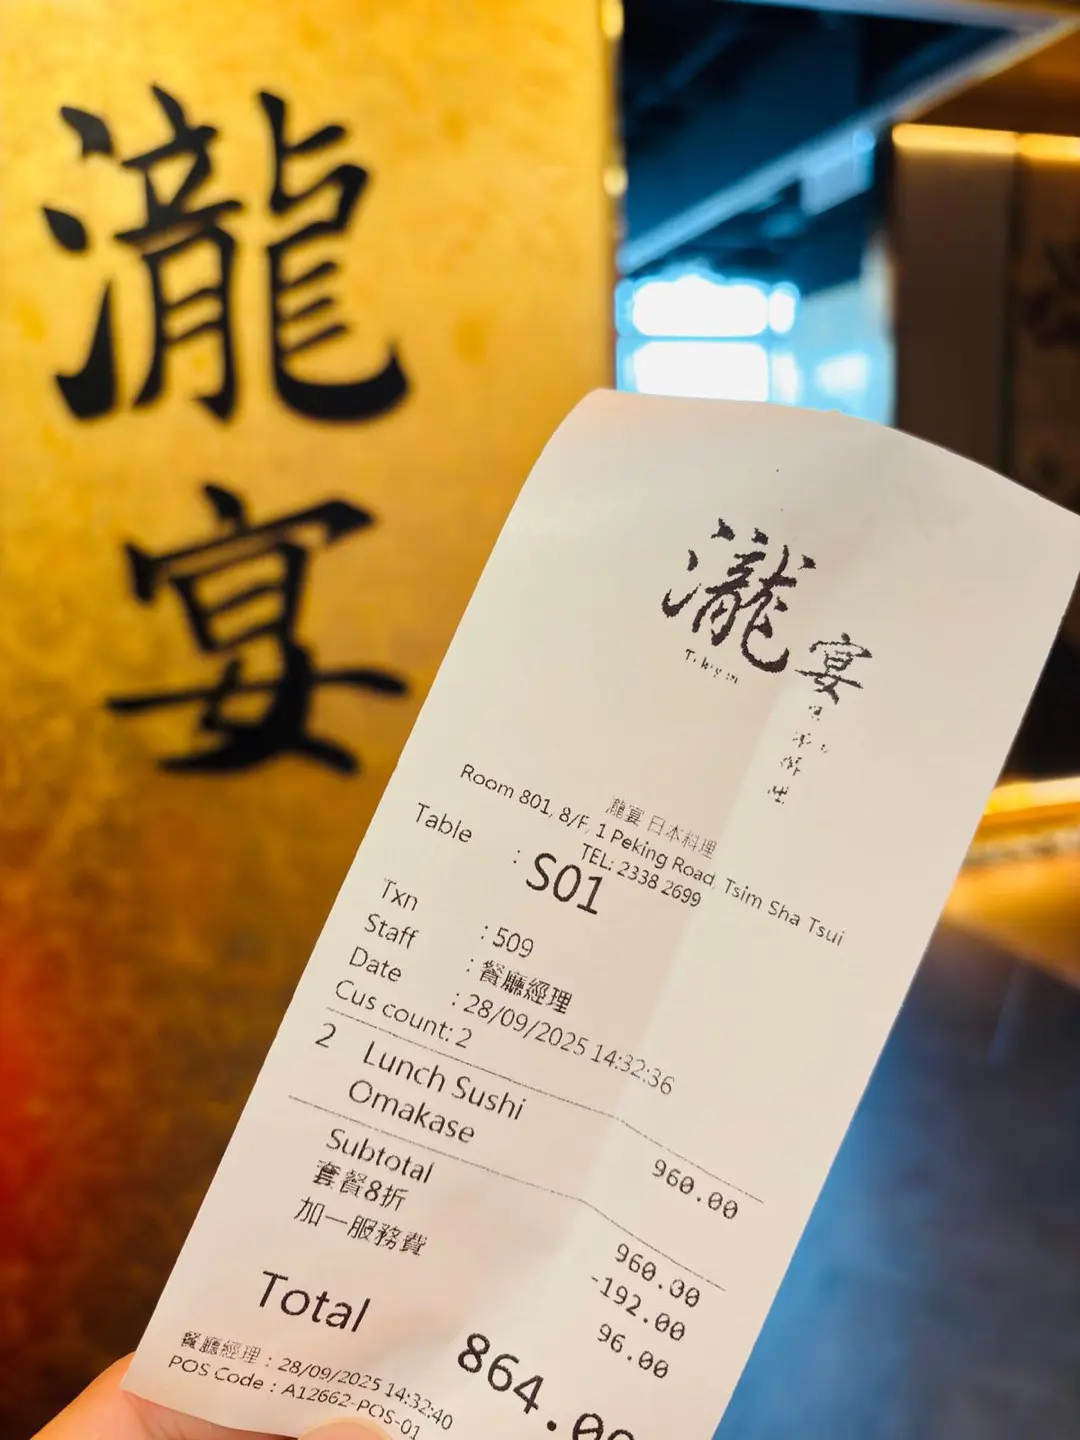 瀧
宴
瀧宴
瀧宴 日本料理
Room 801, 8/F, 1 Peking Road, Tsim Sha Tsui
TEL: 2338 2699
Table : S01
Txn : 509
Staff : 餐廳經理
Date : 28/09/2025 14:32:36
Cus count: 2
2 Lunch Sushi
Omakase 960.00
Subtotal 960.00
套餐8折 -192.00
加一服務費 96.00
Total 864.00
餐廳經理 : 28/09/2025 14:32:40
POS Code : A12662-POS-01